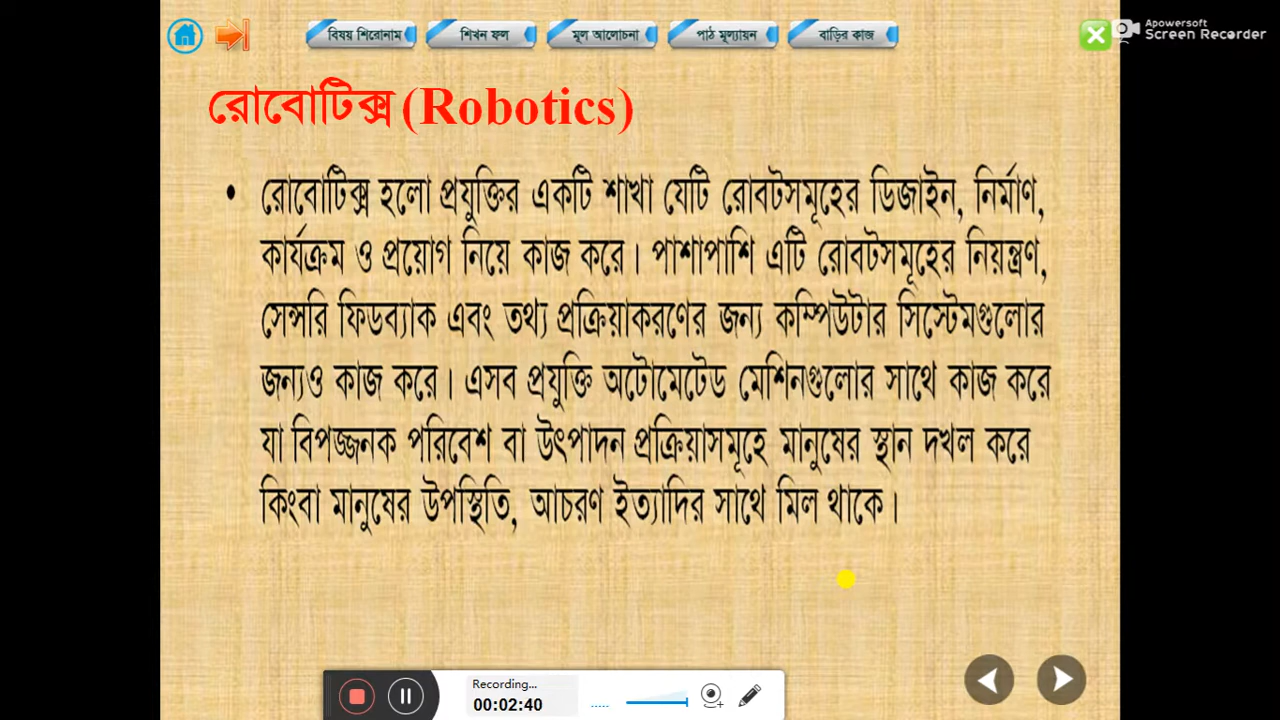 বিষয় শিরোনাম
শিখন ফল
মূল আলোচনা
পাঠ মূল্যায়ন
বাড়ির কাজ
Apowersoft
Screen Recorder
রোবোটিক্স (Robotics)
• রোবোটিক্স হলো প্রযুক্তির একটি শাখা যেটি রোবটসমূহের ডিজাইন, নির্মাণ,
কার্যক্রম ও প্রয়োগ নিয়ে কাজ করে। পাশাপাশি এটি রোবটসমূহের নিয়ন্ত্রণ,
সেন্সরি ফিডব্যাক এবং তথ্য প্রক্রিয়াকরণের জন্য কম্পিউটার সিস্টেমগুলোর
জন্যও কাজ করে। এসব প্রযুক্তি অটোমেটেড মেশিনগুলোর সাথে কাজ করে
যা বিপজ্জনক পরিবেশ বা উৎপাদন প্রক্রিয়াসমূহে মানুষের স্থান দখল করে
কিংবা মানুষের উপস্থিতি, আচরণ ইত্যাদির সাথে মিল থাকে।
Recording...
00:02:40